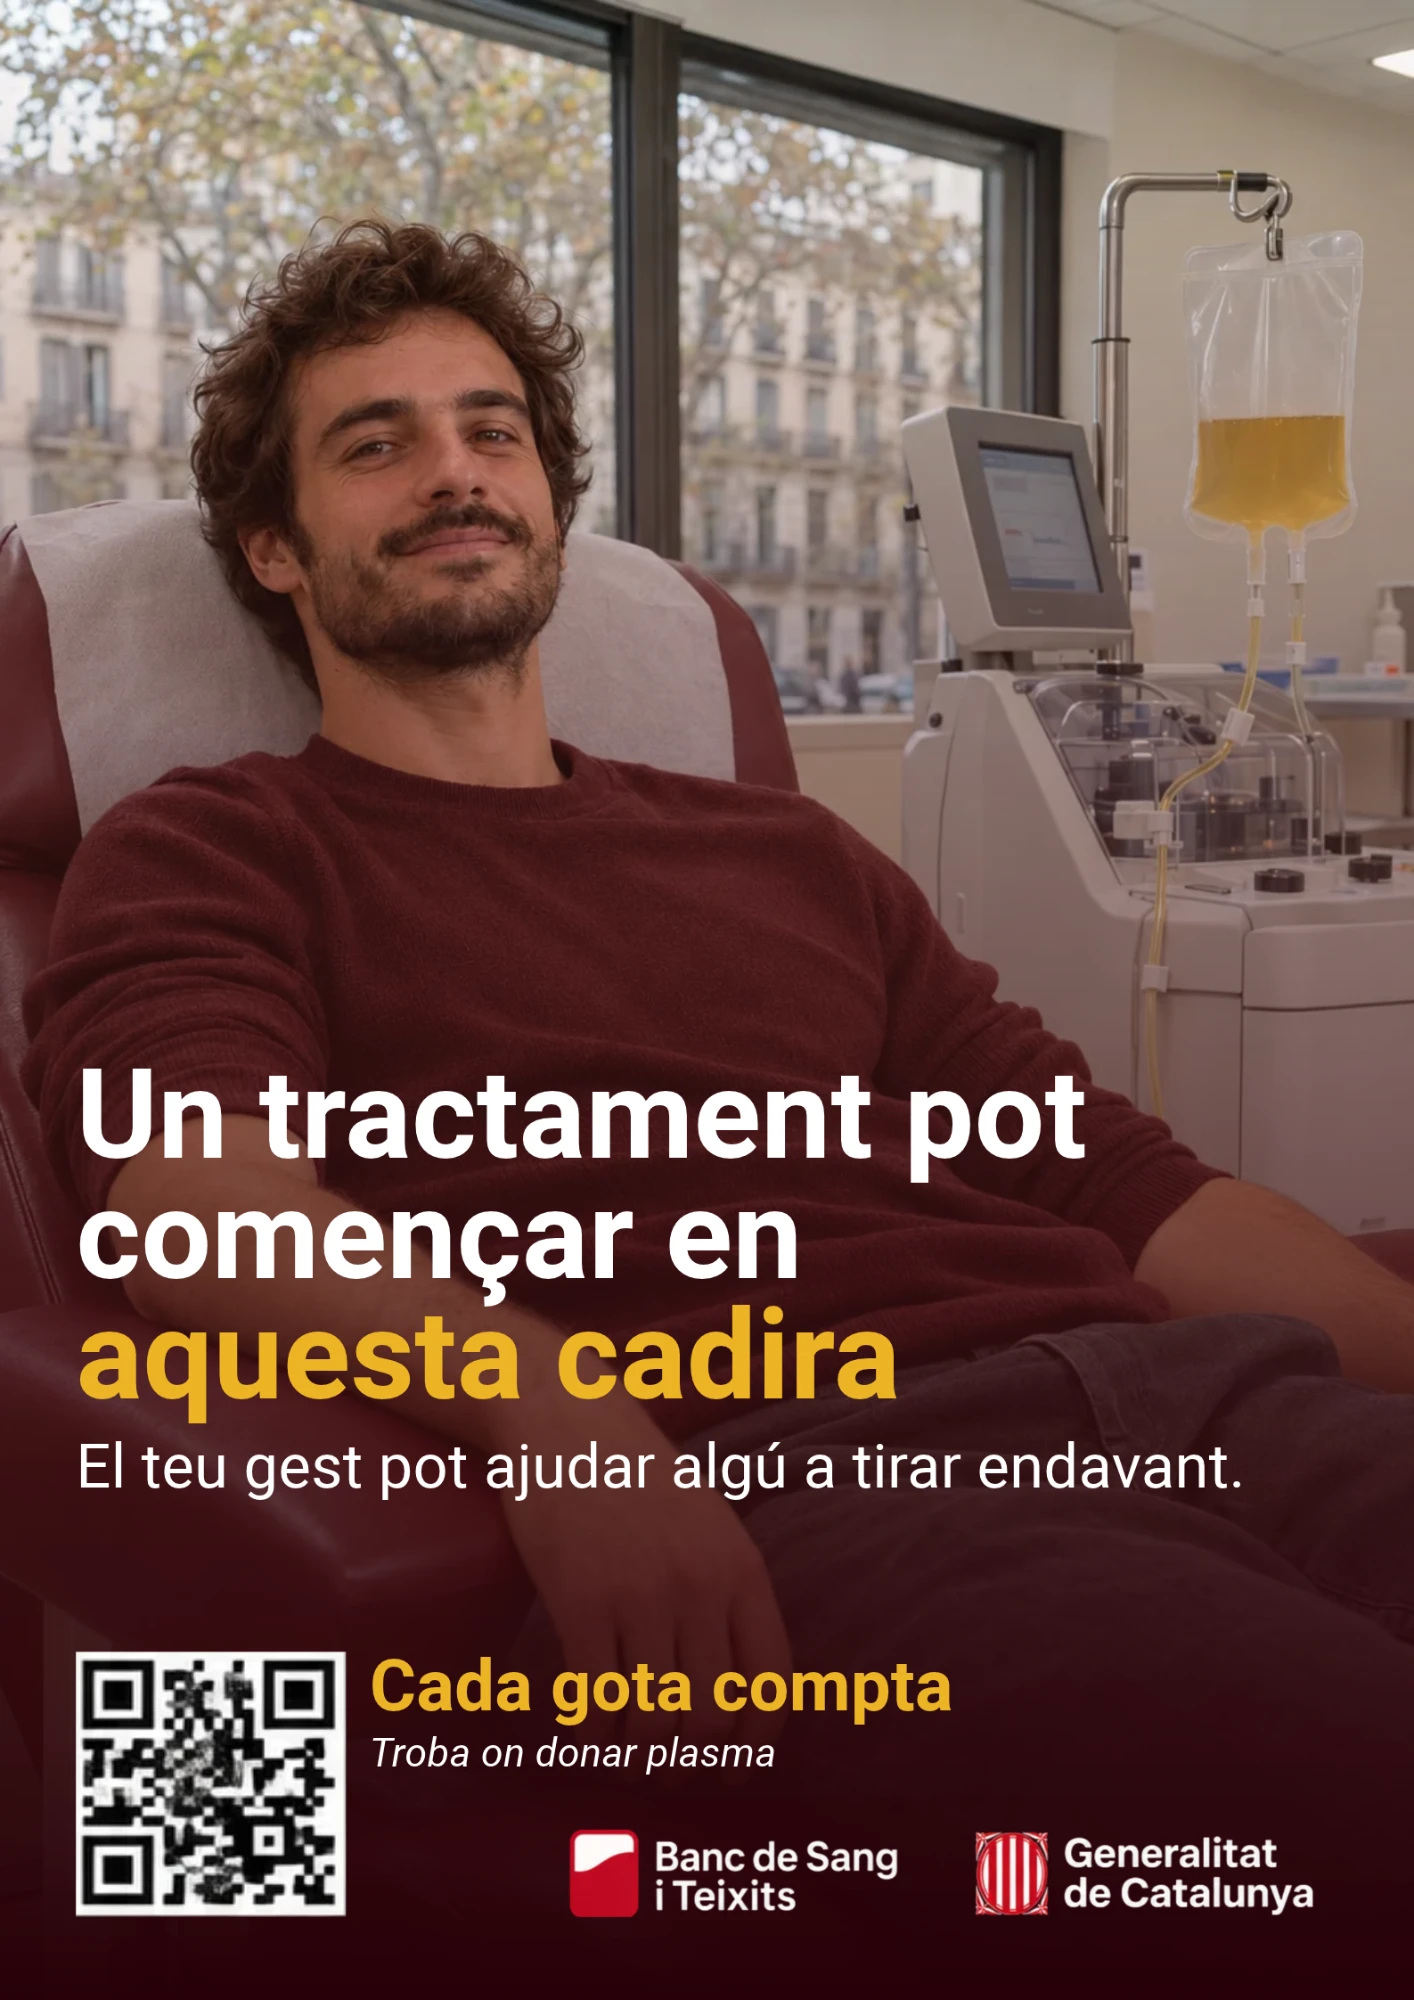 Un tractament pot
començar en
aquesta cadira
El teu gest pot ajudar algú a tirar endavant.
Cada gota compta
Troba on donar plasma
Banc de Sang
i Teixits
Generalitat
de Catalunya